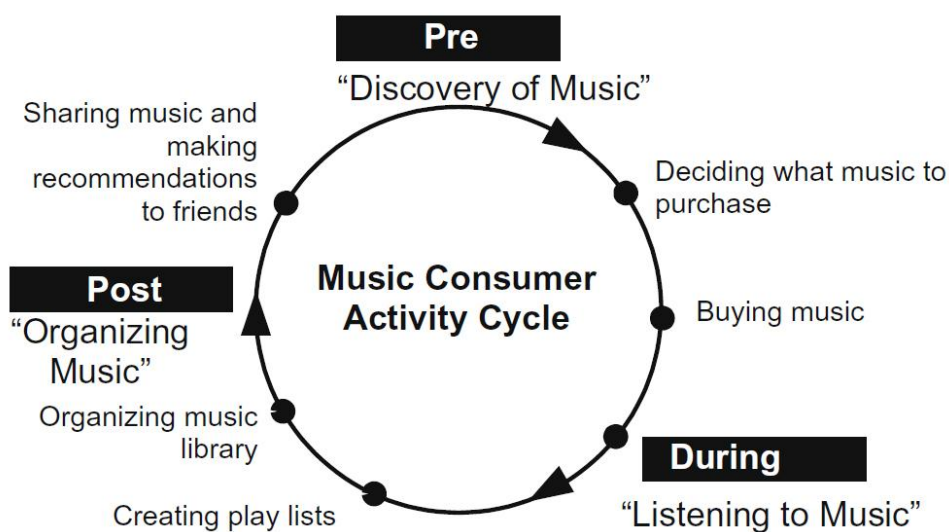 Pre
“Discovery of Music”
Sharing music and
making
recommendations
to friends
Deciding what music to
purchase
Music Consumer
Activity Cycle
Post
“Organizing
Music”
Buying music
Organizing music
library
During
“Listening to Music”
Creating play lists